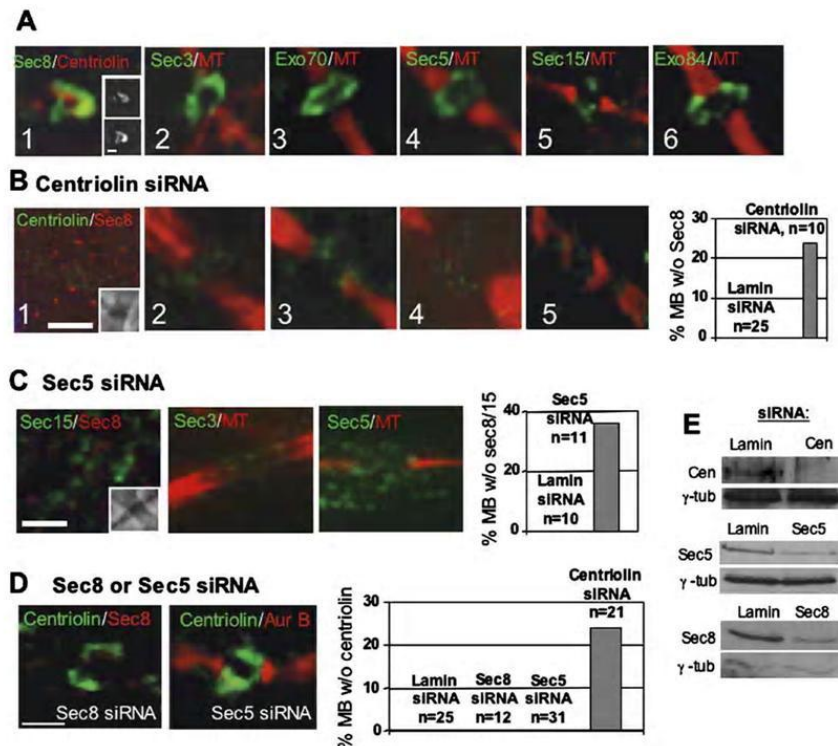 A
Sec8/Centriolin
1
Sec3/MT
2
Exo70/MT
3
Sec5/MT
4
Sec15/MT
5
Exo84/MT
6
B Centriolin siRNA
Centriolin/Sec8
1
2
3
4
5
% MB w/o Sec8
30
20
10
0
Centriolin
siRNA, n=10
Lamin
siRNA
n=25
C Sec5 siRNA
Sec15/Sec8
Sec3/MT
Sec5/MT
% MB w/o sec8/15
40
20
0
Sec5
siRNA
n=11
Lamin
siRNA
n=10
D Sec8 or Sec5 siRNA
Centriolin/Sec8
Sec8 siRNA
Centriolin/Aur B
Sec5 siRNA
% MB w/o centriolin
30
20
10
0
Lamin
siRNA
n=25
Sec8
siRNA
n=12
Sec5
siRNA
n=31
Centriolin
siRNA
n=21
E
siRNA:
Lamin Cen
Cen
γ-tub
Lamin Sec5
Sec5
γ-tub
Lamin Sec8
Sec8
γ-tub